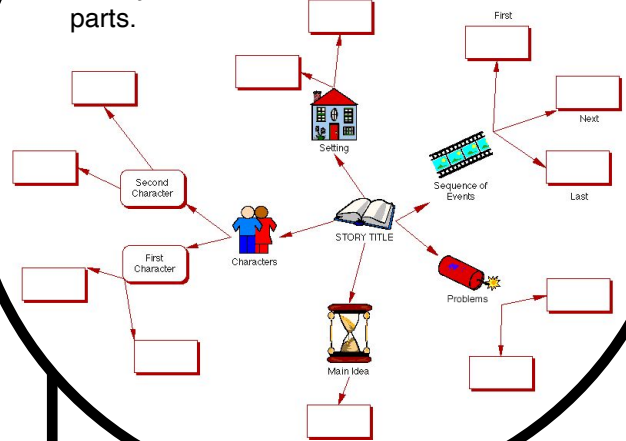 parts.
First
Next
Setting
Second
Character
Sequence of
Events
Last
STORY TITLE
First
Character
Characters
Problems
Main Idea